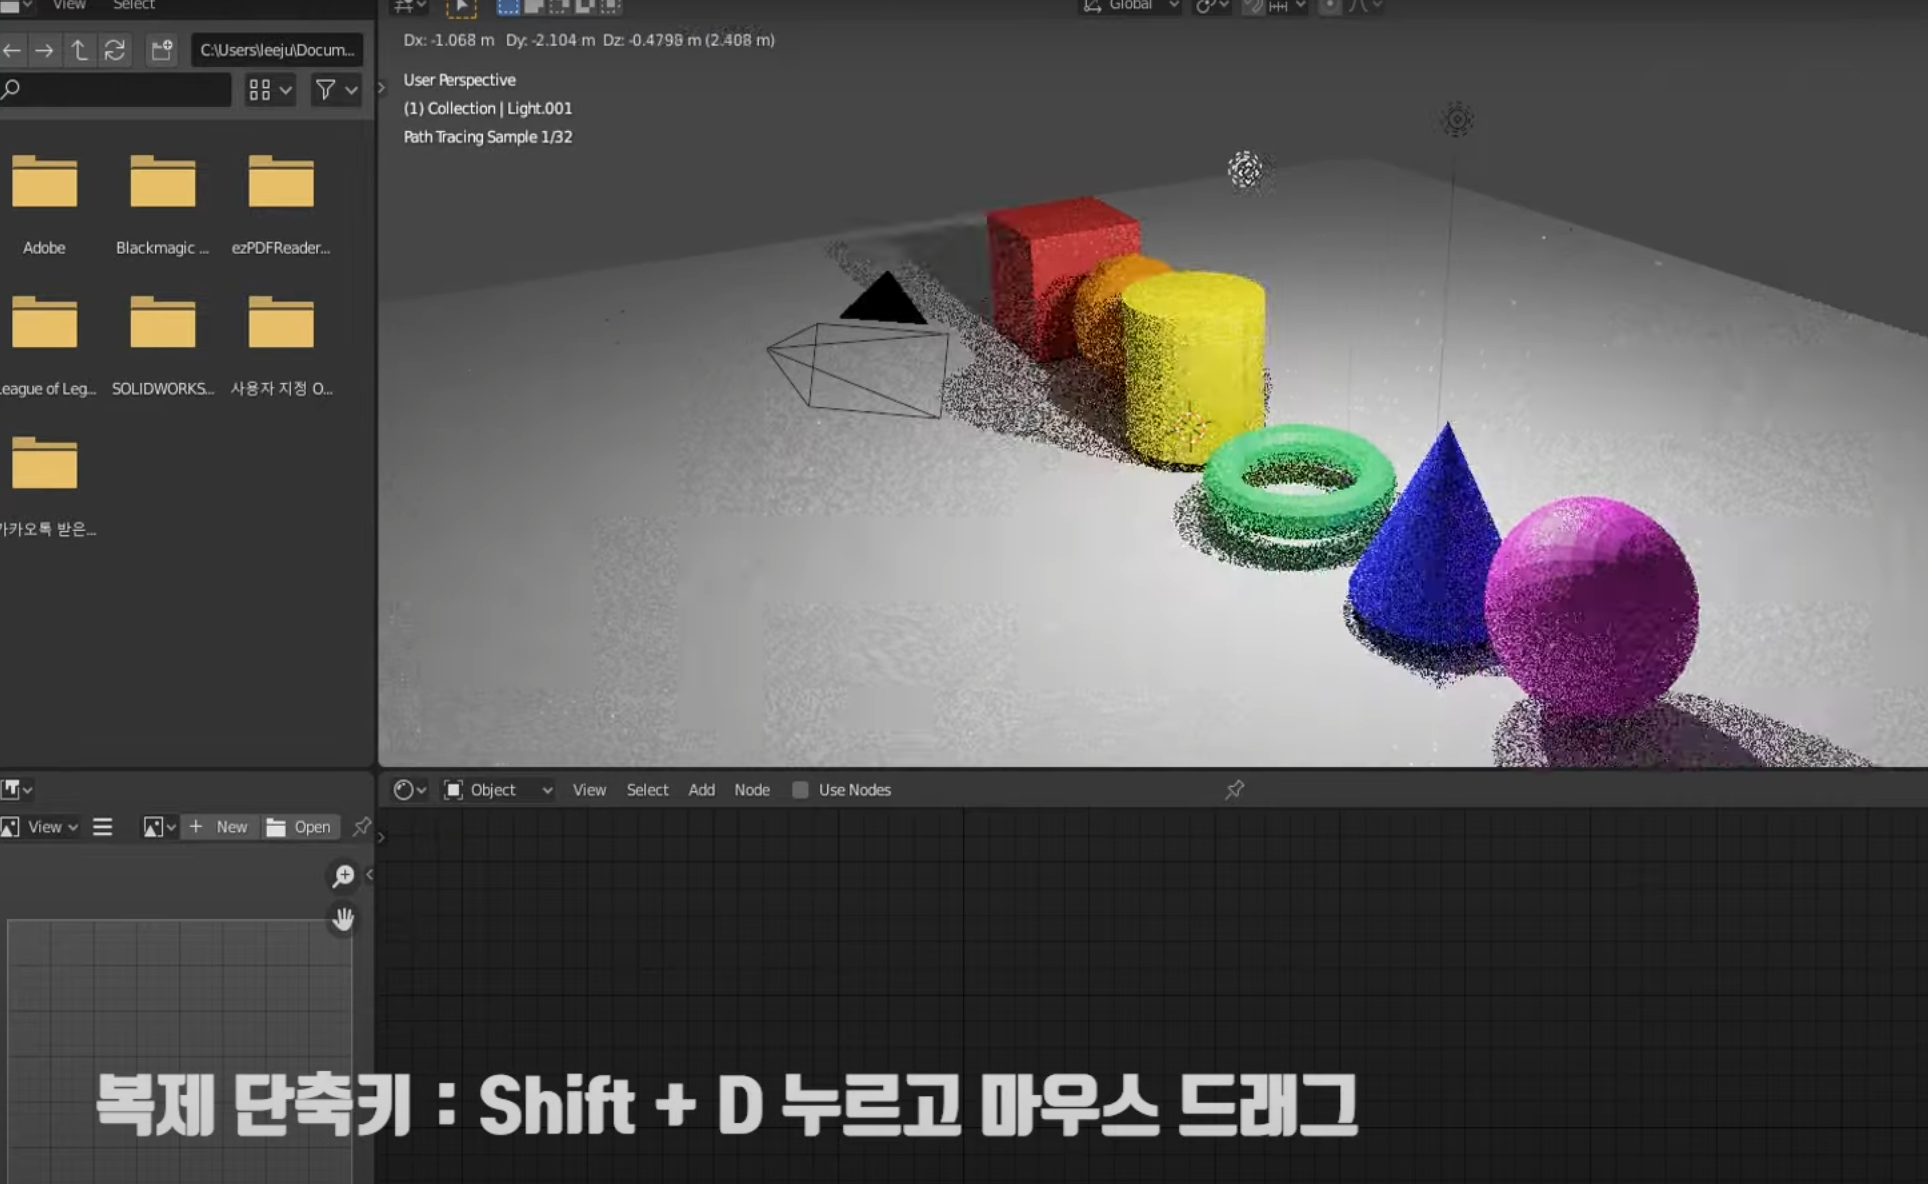 View Select
Global
C:\Users\leeju\Docum...
Dx: -1.068 m Dy: -2.104 m Dz: -0.4798 m (2.408 m)
User Perspective
(1) Collection | Light.001
Path Tracing Sample 1/32
Adobe Blackmagic ... ezPDFReader...
eague of Leg... SOLIDWORKS... 사용자 지정 O...
카카오톡 받은...
Object View Select Add Node Use Nodes
View + New Open
복제 단축키 : Shift + D 누르고 마우스 드래그